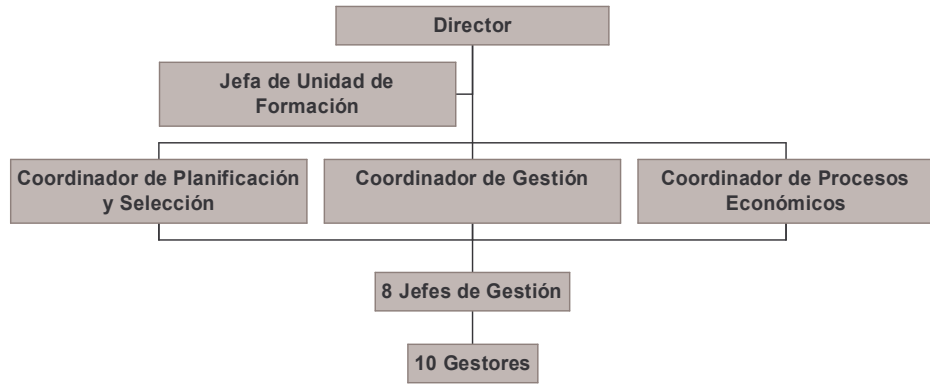 Director
Jefa de Unidad de
Formación
Coordinador de Planificación
y Selección
Coordinador de Gestión
Coordinador de Procesos
Económicos
8 Jefes de Gestión
10 Gestores